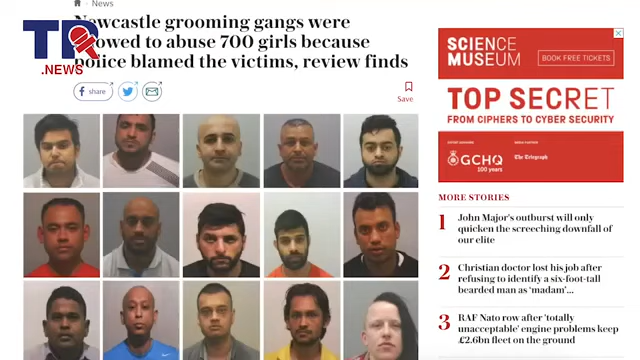 News
Newcastle grooming gangs were
allowed to abuse 700 girls because
police blamed the victims, review finds
TR
.NEWS
share
Save
SCIENCE
MUSEUM
BOOK FREE TICKETS
TOP SECRET
FROM CIPHERS TO CYBER SECURITY
GCHQ
100 years
The Telegraph
MORE STORIES
1 John Major's outburst will only
quicken the screeching downfall of
our elite
2 Christian doctor lost his job after
refusing to identify a six-foot-tall
bearded man as 'madam'...
3 RAF Nato row after 'totally
unacceptable' engine problems keep
£2.6bn fleet on the ground